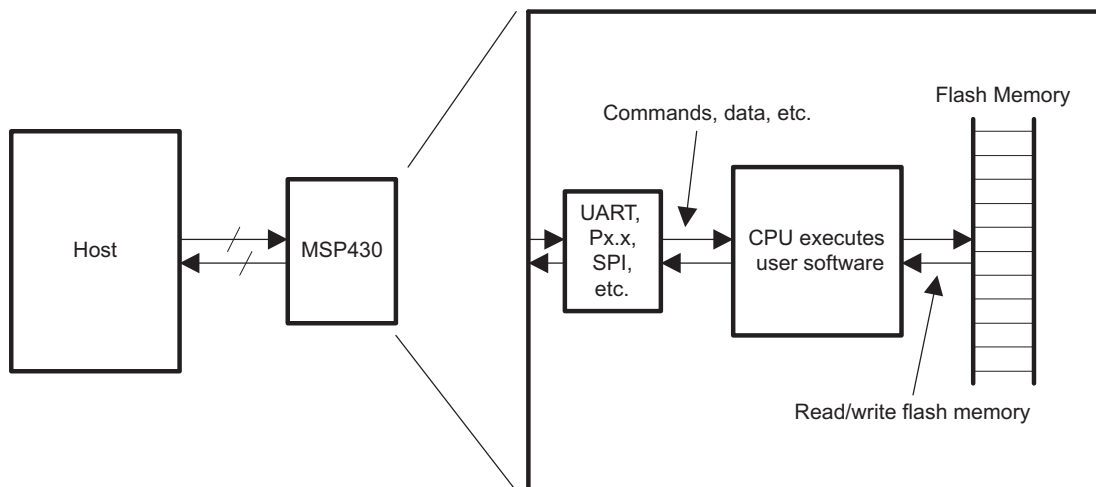 Host
MSP430
UART,
Px.x,
SPI,
etc.
Commands, data, etc.
CPU executes
user software
Flash Memory
Read/write flash memory